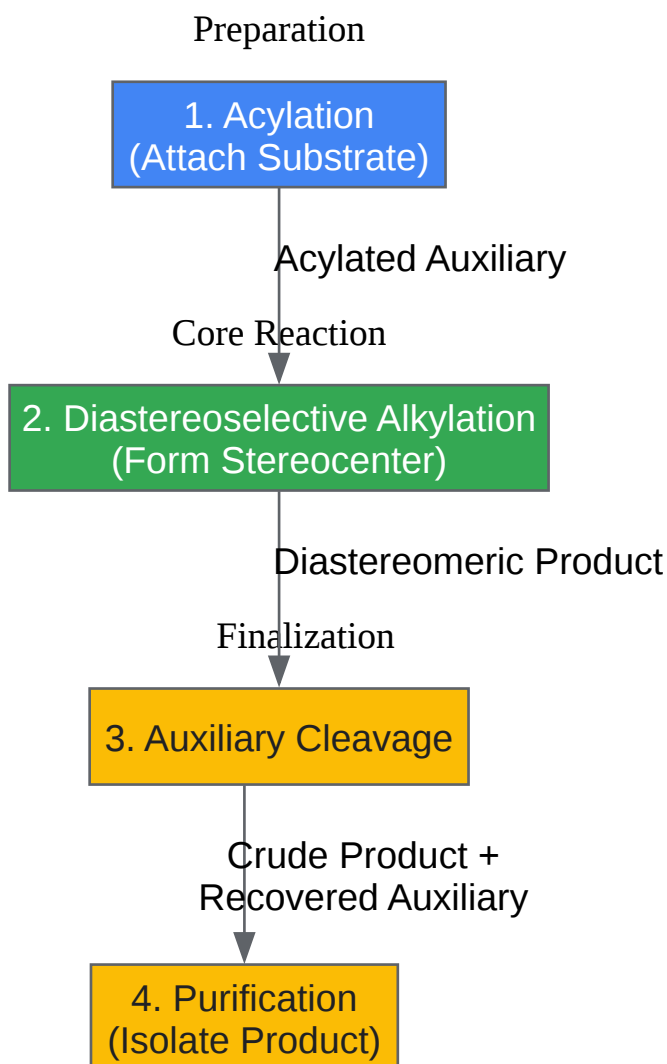 Preparation
1. Acylation
(Attach Substrate)
Acylated Auxiliary
Core Reaction
2. Diastereoselective Alkylation
(Form Stereocenter)
Diastereomeric Product
Finalization
3. Auxiliary Cleavage
Crude Product +
Recovered Auxiliary
4. Purification
(Isolate Product)